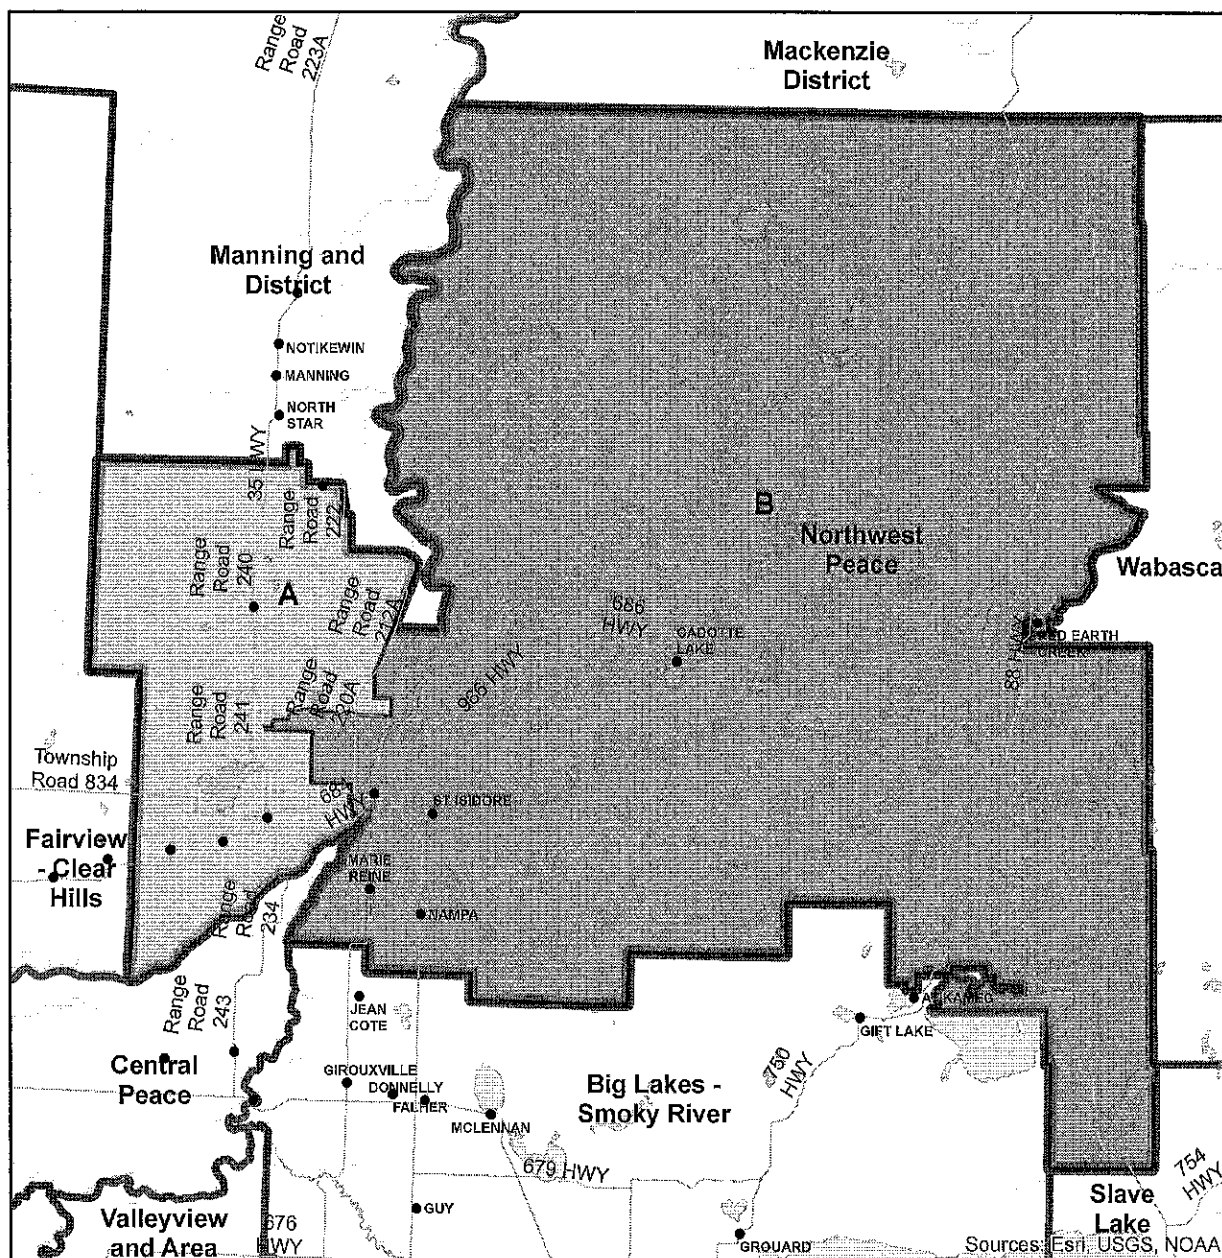 Range
Road
223A
Mackenzie
District
Manning and
District
NOTIKEWIN
MANNING
NORTH
STAR
35 HWY
Range
Road
222
Range
Road
240
A
Range
Road
212A
B
Northwest
Peace
Wabasca
686
HWY
CADOTTE
LAKE
RED EARTH
CREEK
88 HWY
986 HWY
Range
Road
230A
Range
Road
241
Township
Road 834
HWY
ST ISIDORE
Fairview
- Clear
Hills
MARIE
REINE
Range
Road
234
NAMPA
Range
Road
243
JEAN
COTE
GIFT LAKE
Central
Peace
GIROUXVILLE
DONNELLY
FALHER
MCLENNAN
Big Lakes -
Smoky River
750
HWY
679 HWY
754
HWY
Slave
Lake
Valleyview
and Area
676
HWY
GUY
GROUARD
Sources: Esri, USGS, NOAA